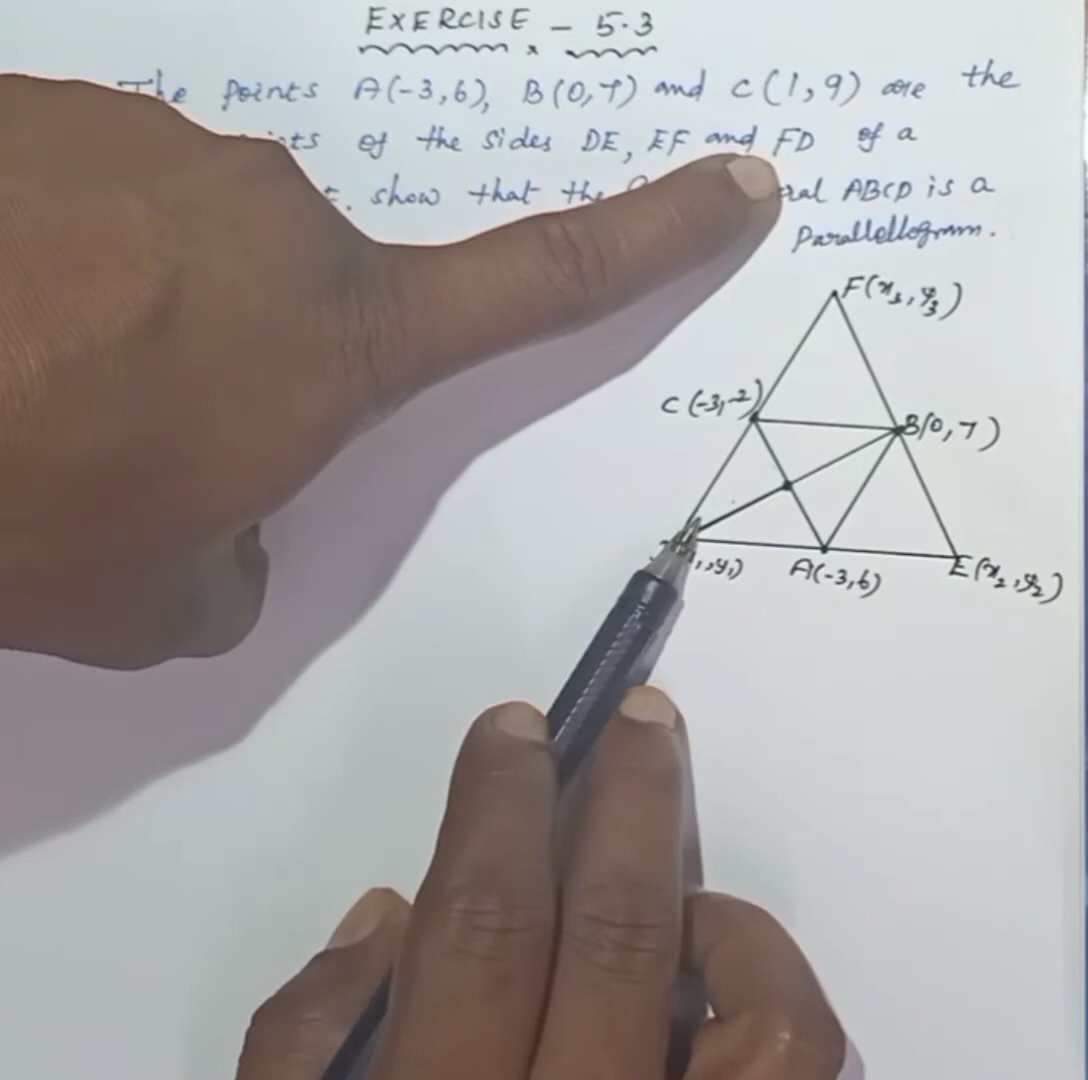 EXERCISE - 5.3
The points A(-3,6), B(0,7) and C(1,9) are the
of the sides DE, EF and FD of a
show that the ABCD is a
Parallellogram.
F(x3,y3)
C(-3,-2)
B(0,7)
A(-3,6)
E(x2,y2)